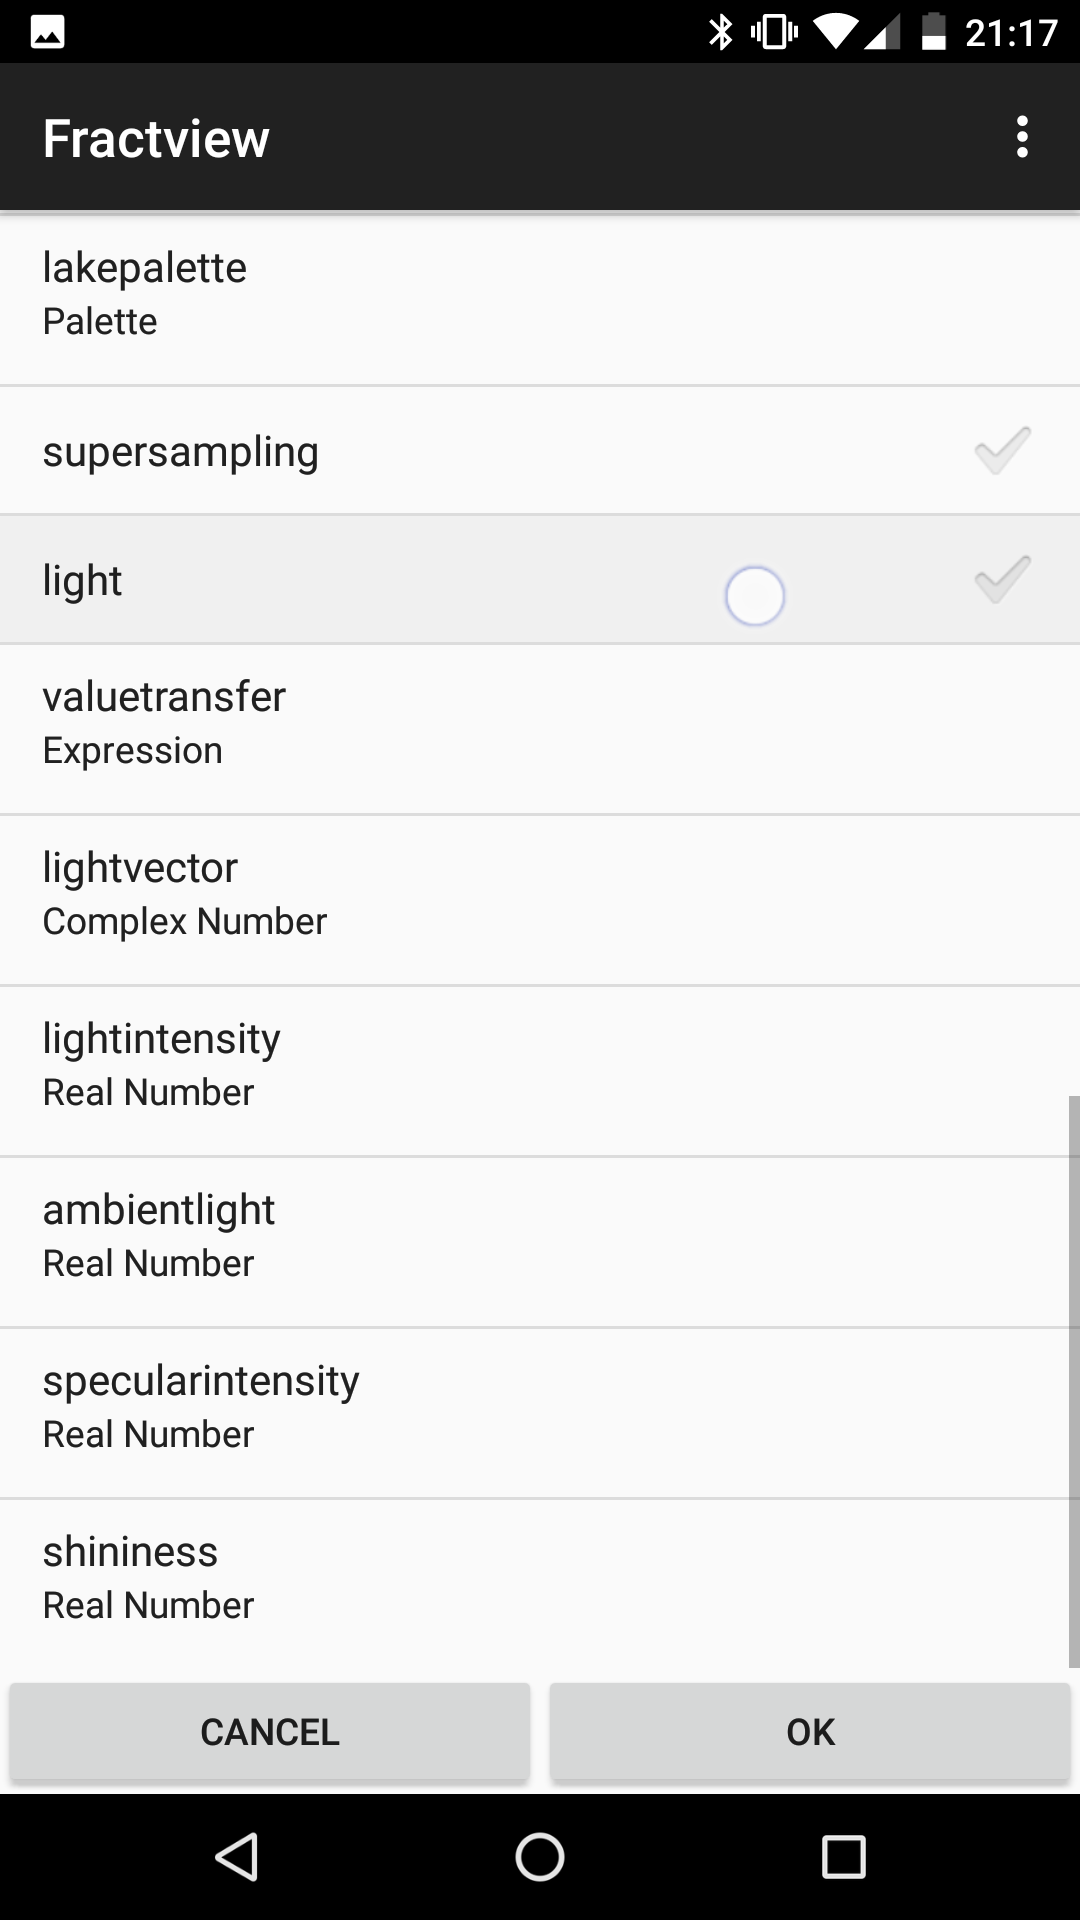 21:17
Fractview
lakepalette
Palette
supersampling
light
valuetransfer
Expression
lightvector
Complex Number
lightintensity
Real Number
ambientlight
Real Number
specularintensity
Real Number
shininess
Real Number
CANCEL OK